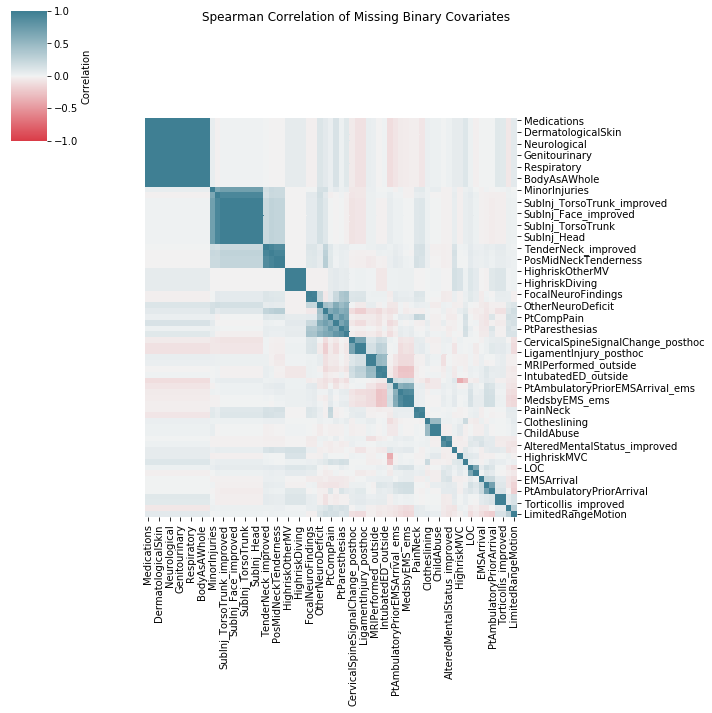 Spearman Correlation of Missing Binary Covariates
1.0
0.5
0.0
−0.5
−1.0
Correlation
Medications
DermatologicalSkin
Neurological
Genitourinary
Respiratory
BodyAsAWhole
MinorInjuries
SubInj_TorsoTrunk_improved
SubInj_Face_improved
SubInj_TorsoTrunk
SubInj_Head
TenderNeck_improved
PosMidNeckTenderness
HighriskOtherMV
HighriskDiving
FocalNeuroFindings
OtherNeuroDeficit
PtCompPain
PtParesthesias
CervicalSpineSignalChange_posthoc
LigamentInjury_posthoc
MRIPerformed_outside
IntubatedED_outside
PtAmbulatoryPriorEMSArrival_ems
MedsbyEMS_ems
PainNeck
Clotheslining
ChildAbuse
AlteredMentalStatus_improved
HighriskMVC
LOC
EMSArrival
PtAmbulatoryPriorArrival
Torticollis_improved
LimitedRangeMotion
Medications
DermatologicalSkin
Neurological
Genitourinary
Respiratory
BodyAsAWhole
MinorInjuries
SubInj_TorsoTrunk_improved
SubInj_Face_improved
SubInj_TorsoTrunk
SubInj_Head
TenderNeck_improved
PosMidNeckTenderness
HighriskOtherMV
HighriskDiving
FocalNeuroFindings
OtherNeuroDeficit
PtCompPain
PtParesthesias
CervicalSpineSignalChange_posthoc
LigamentInjury_posthoc
MRIPerformed_outside
IntubatedED_outside
PtAmbulatoryPriorEMSArrival_ems
MedsbyEMS_ems
PainNeck
Clotheslining
ChildAbuse
AlteredMentalStatus_improved
HighriskMVC
LOC
EMSArrival
PtAmbulatoryPriorArrival
Torticollis_improved
LimitedRangeMotion